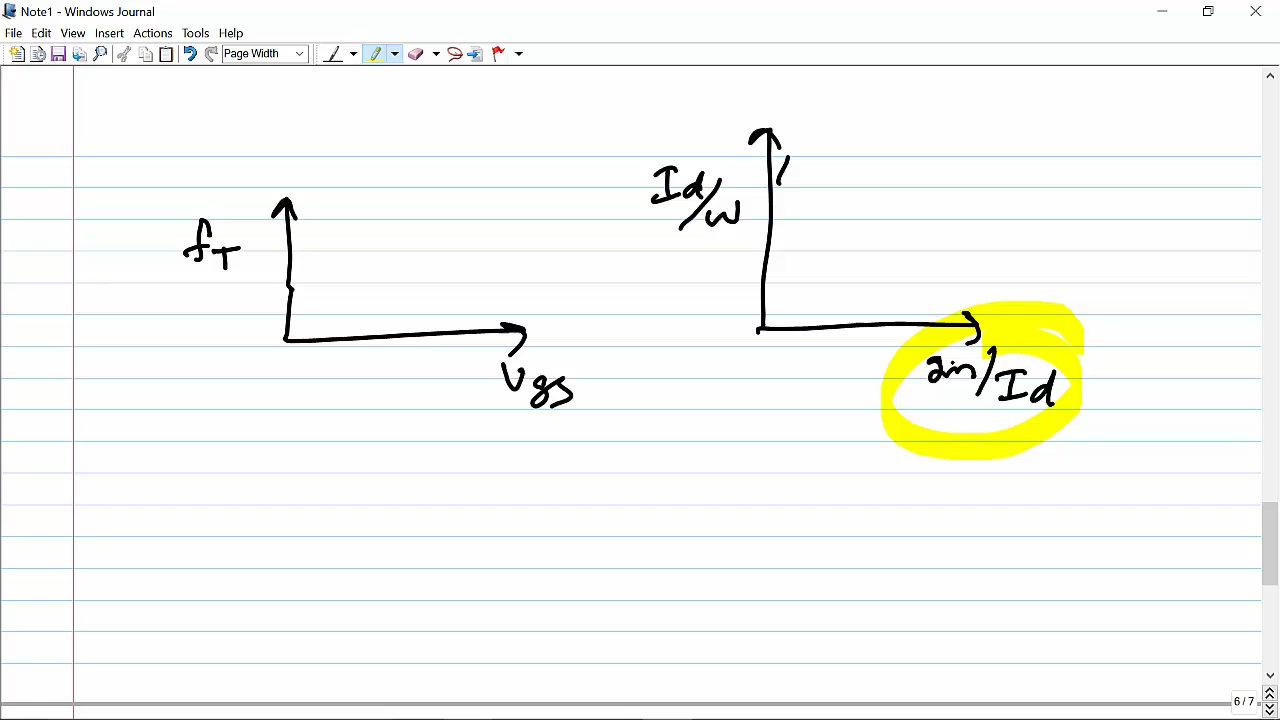 Note1 - Windows Journal
File Edit View Insert Actions Tools Help
Page Width
fT
Vgs
Id/W
gm/Id
6 / 7